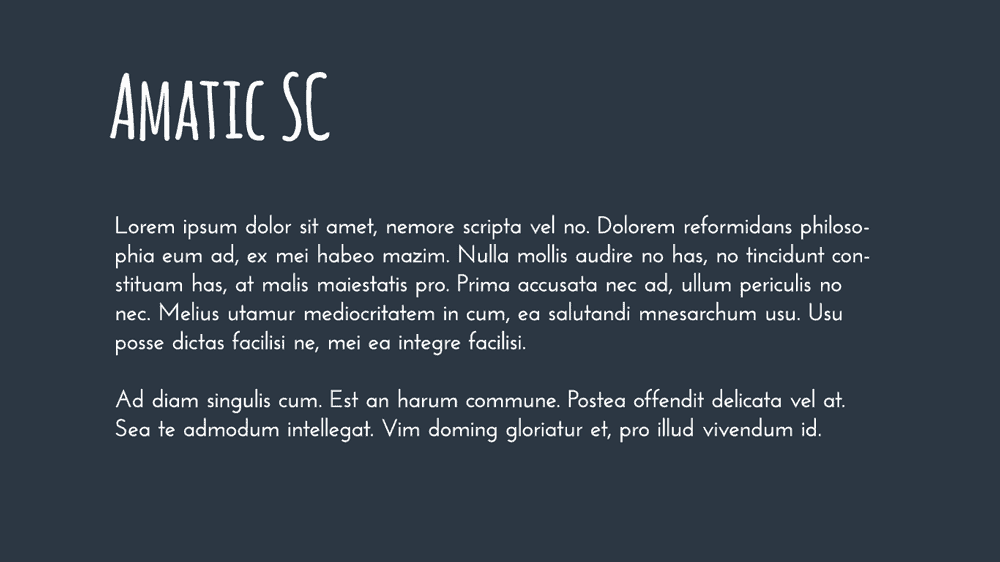 Amatic SC
Lorem ipsum dolor sit amet, nemore scripta vel no. Dolorem reformidans philoso-
phia eum ad, ex mei habeo mazim. Nulla mollis audire no has, no tincidunt con-
stituam has, at malis maiestatis pro. Prima accusata nec ad, ullum periculis no
nec. Melius utamur mediocritatem in cum, ea salutandi mnesarchum usu. Usu
posse dictas facilisi ne, mei ea integre facilisi.
Ad diam singulis cum. Est an harum commune. Postea offendit delicata vel at.
Sea te admodum intellegat. Vim doming gloriatur et, pro illud vivendum id.